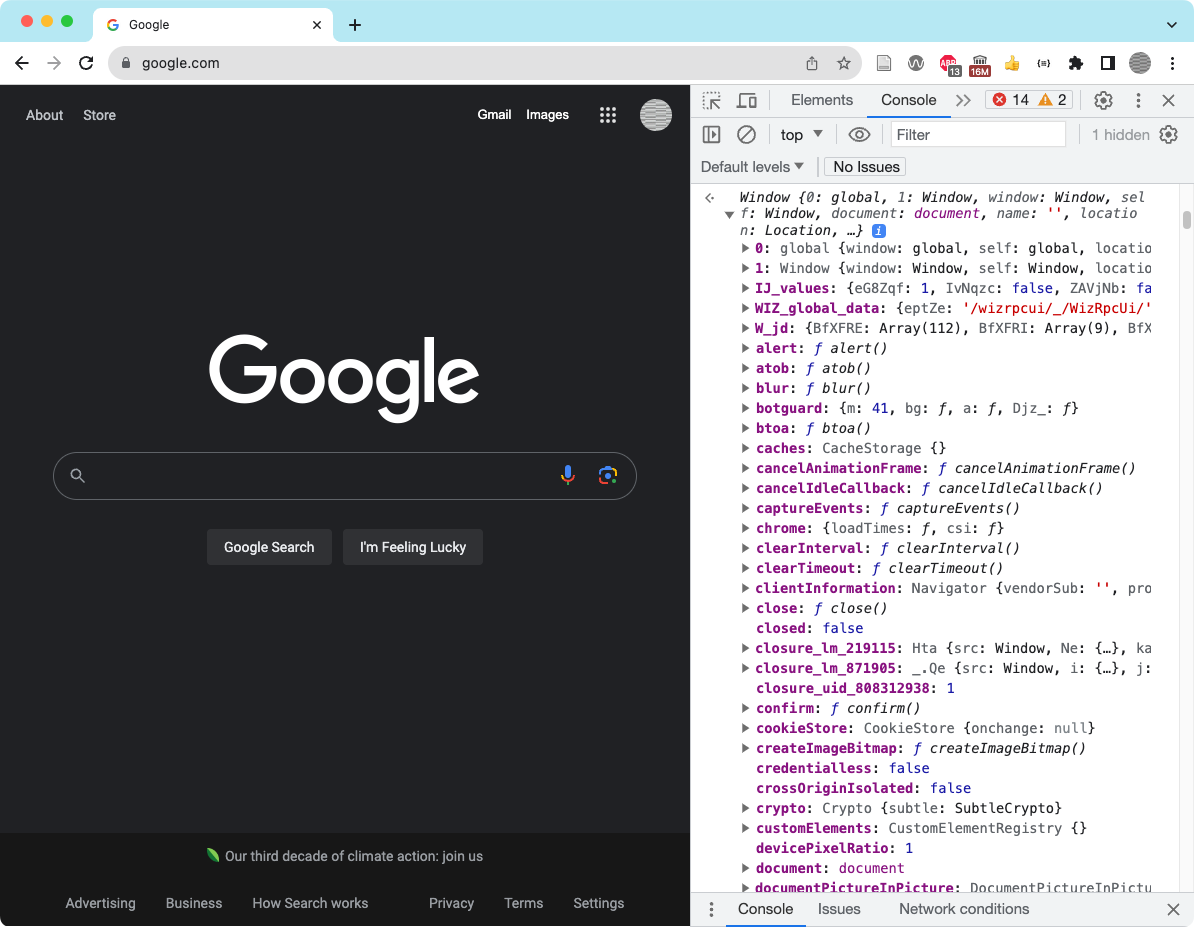 Google
google.com
ABP 13
16M
About Store
Gmail Images
Google
Google Search I'm Feeling Lucky
Our third decade of climate action: join us
Advertising Business How Search works Privacy Terms Settings
Elements Console 14 2
top Filter 1 hidden
Default levels No Issues
Window {0: global, 1: Window, window: Window, sel
f: Window, document: document, name: '', locatio
n: Location, …} i
0: global {window: global, self: global, locatio
1: Window {window: Window, self: Window, locatio
IJ_values: {eG8Zqf: 1, IvNqzc: false, ZAVjNb: fa
WIZ_global_data: {eptZe: '/wizrpcui/_/WizRpcUi/'
W_jd: {BfXFRE: Array(112), BfXFRI: Array(9), BfX
alert: ƒ alert()
atob: ƒ atob()
blur: ƒ blur()
botguard: {m: 41, bg: ƒ, a: ƒ, Djz_: ƒ}
btoa: ƒ btoa()
caches: CacheStorage {}
cancelAnimationFrame: ƒ cancelAnimationFrame()
cancelIdleCallback: ƒ cancelIdleCallback()
captureEvents: ƒ captureEvents()
chrome: {loadTimes: ƒ, csi: ƒ}
clearInterval: ƒ clearInterval()
clearTimeout: ƒ clearTimeout()
clientInformation: Navigator {vendorSub: '', pro
close: ƒ close()
closed: false
closure_lm_219115: Hta {src: Window, Ne: {…}, ka
closure_lm_871905: _.Qe {src: Window, i: {…}, j:
closure_uid_808312938: 1
confirm: ƒ confirm()
cookieStore: CookieStore {onchange: null}
createImageBitmap: ƒ createImageBitmap()
credentialless: false
crossOriginIsolated: false
crypto: Crypto {subtle: SubtleCrypto}
customElements: CustomElementRegistry {}
devicePixelRatio: 1
document: document
documentPictureInPicture: DocumentPictureInPictu
Console Issues Network conditions